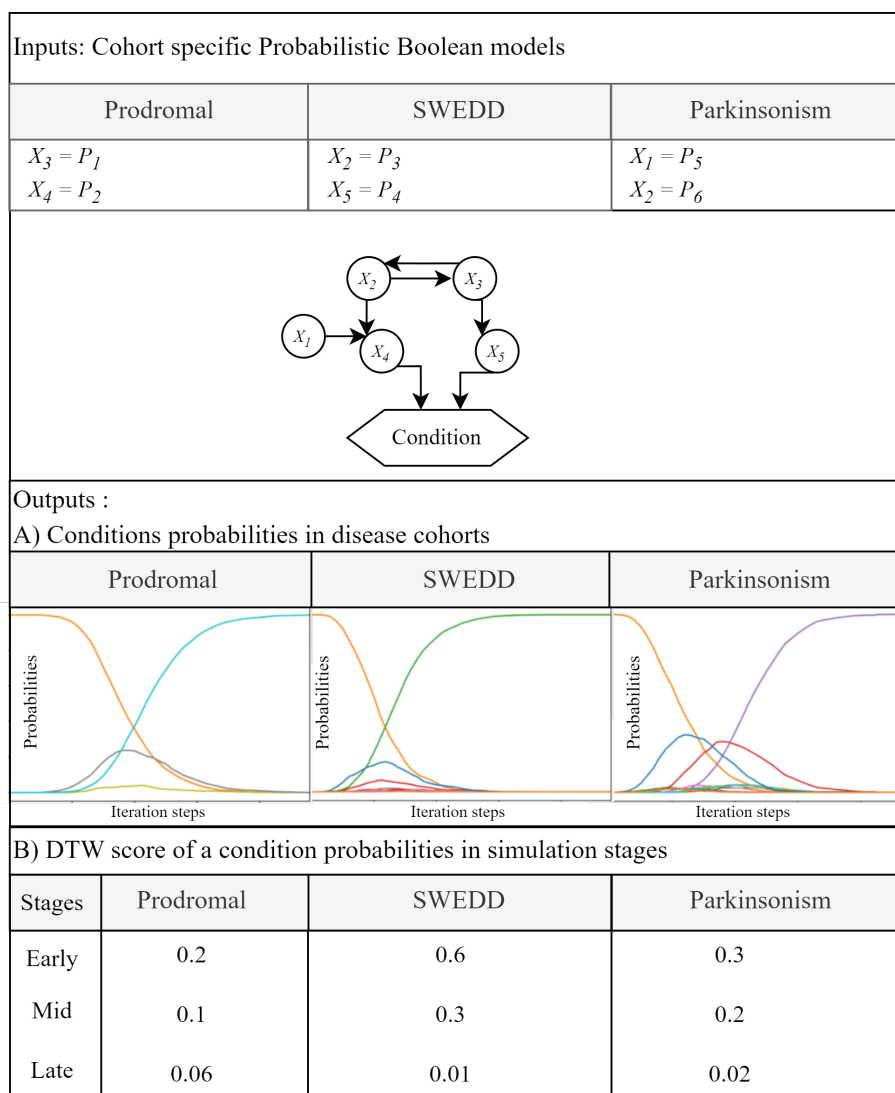 Inputs: Cohort specific Probabilistic Boolean models
Prodromal SWEDD Parkinsonism
X3 = P1 X2 = P3 X1 = P5
X4 = P2 X5 = P4 X2 = P6
X2 X3
X1
X4 X5
Condition
Outputs :
A) Conditions probabilities in disease cohorts
Prodromal SWEDD Parkinsonism
Probabilities Probabilities Probabilities
Iteration steps Iteration steps Iteration steps
B) DTW score of a condition probabilities in simulation stages
Stages Prodromal SWEDD Parkinsonism
Early 0.2 0.6 0.3
Mid 0.1 0.3 0.2
Late 0.06 0.01 0.02